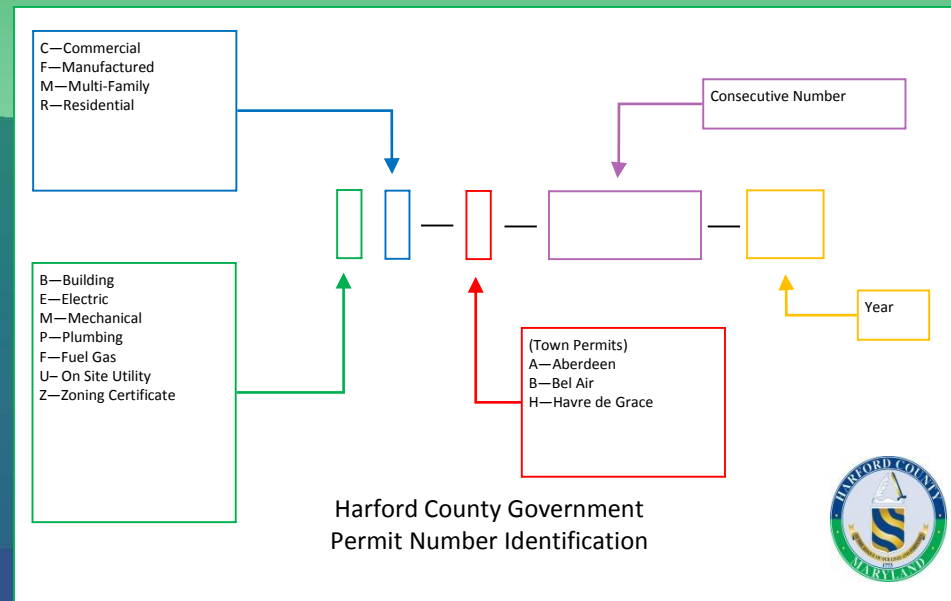 C—Commercial
F—Manufactured
M—Multi-Family
R—Residential
Consecutive Number
B—Building
E—Electric
M—Mechanical
P—Plumbing
F—Fuel Gas
U– On Site Utility
Z—Zoning Certificate
(Town Permits)
A—Aberdeen
B—Bel Air
H—Havre de Grace
Year
Harford County Government
Permit Number Identification
HARFORD COUNTY
MARYLAND